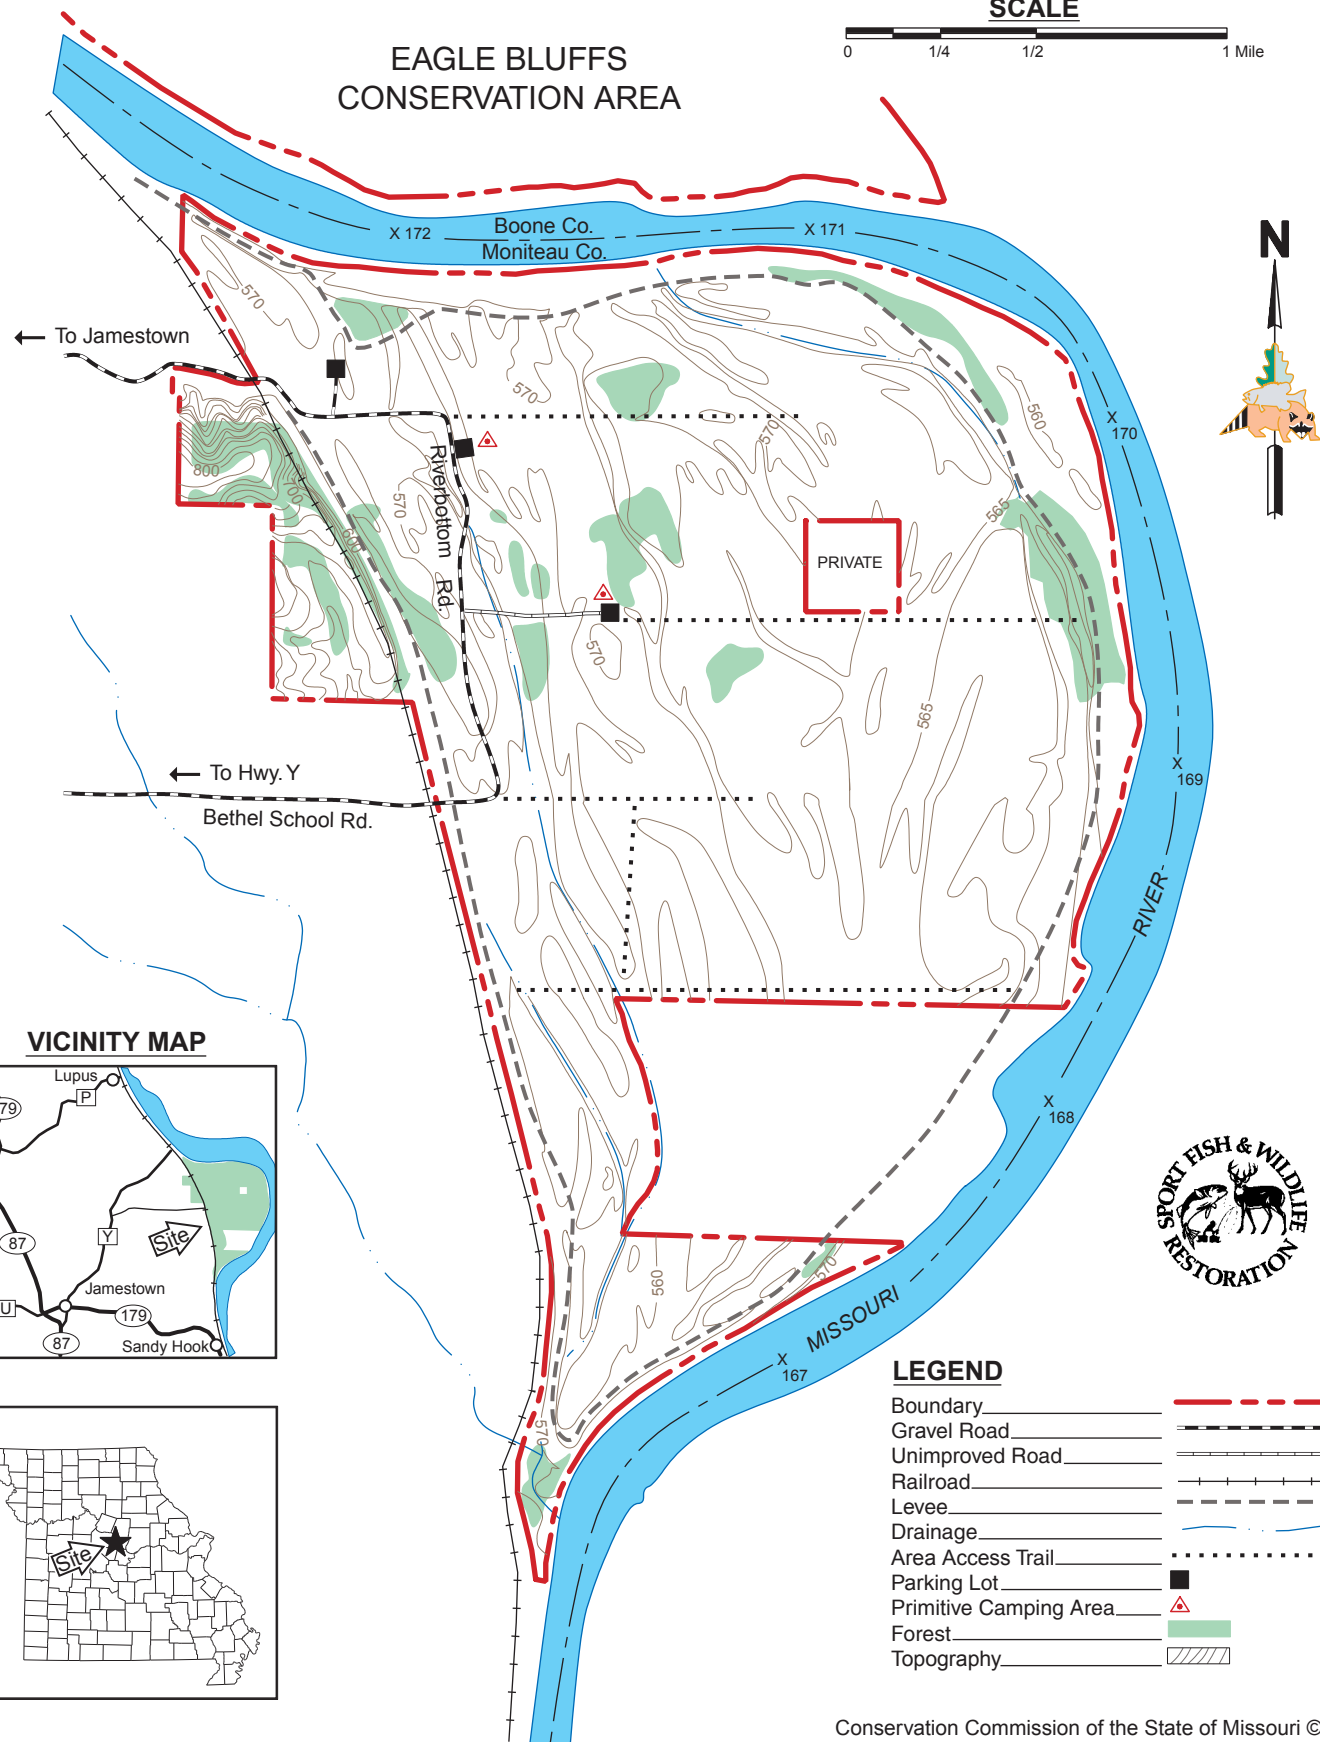 SCALE
0 1/4 1/2 1 Mile
EAGLE BLUFFS
CONSERVATION AREA
X 172
Boone Co.
Moniteau Co.
X 171
N
570
To Jamestown
570
570
560
X
170
800
700
600
570
Riverbottom Rd.
565
PRIVATE
570
565
To Hwy. Y
Bethel School Rd.
X
169
RIVER
X
168
VICINITY MAP
Lupus
P
79
87
Y
Site
Jamestown
U
179
87
Sandy Hook
SPORT FISH & WILDLIFE
RESTORATION
560
570
MISSOURI
X
167
570
Site
LEGEND
Boundary
Gravel Road
Unimproved Road
Railroad
Levee
Drainage
Area Access Trail
Parking Lot
Primitive Camping Area
Forest
Topography
Conservation Commission of the State of Missouri ©